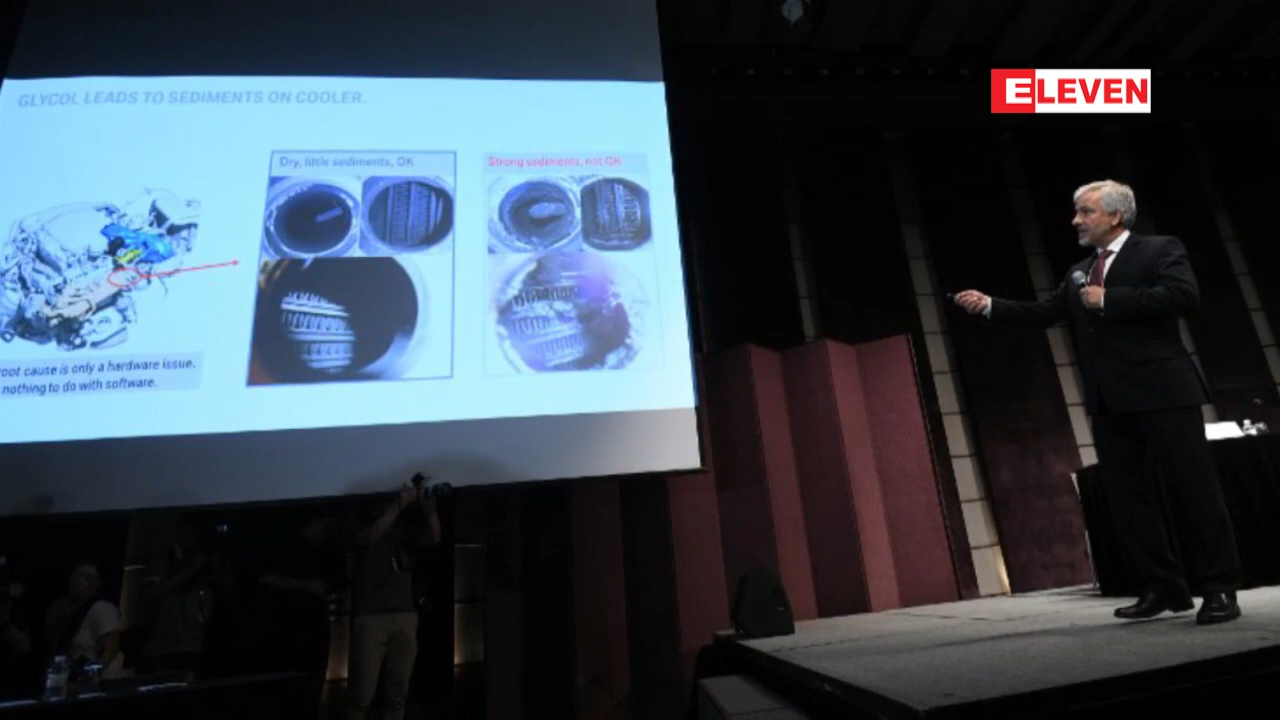 GLYCOL LEADS TO SEDIMENTS ON COOLER.
Dry, little sediments, OK
Strong sediments, not OK
root cause is only a hardware issue.
nothing to do with software.
ELEVEN